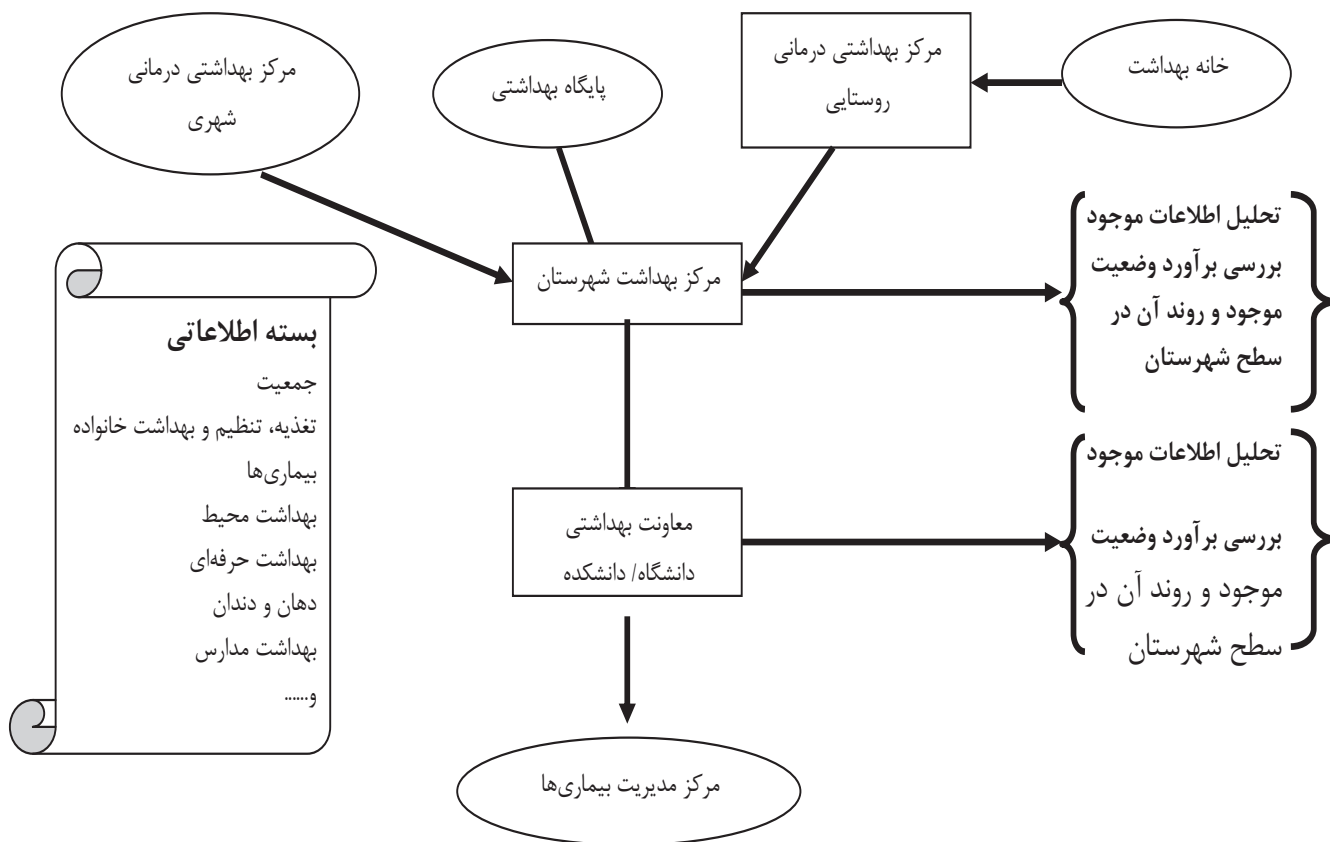 خانه بهداشت
مرکز بهداشتی درمانی
روستایی
پایگاه بهداشتی
مرکز بهداشتی درمانی
شهری
مرکز بهداشت شهرستان
تحلیل اطلاعات موجود
بررسی برآورد وضعیت
موجود و روند آن در
سطح شهرستان
بسته اطلاعاتی
جمعیت
تغذیه، تنظیم و بهداشت خانواده
بیماری‌ها
بهداشت محیط
بهداشت حرفه‌ای
دهان و دندان
بهداشت مدارس
و......
معاونت بهداشتی
دانشگاه/ دانشکده
تحلیل اطلاعات موجود
بررسی برآورد وضعیت
موجود و روند آن در
سطح شهرستان
مرکز مدیریت بیماری‌ها